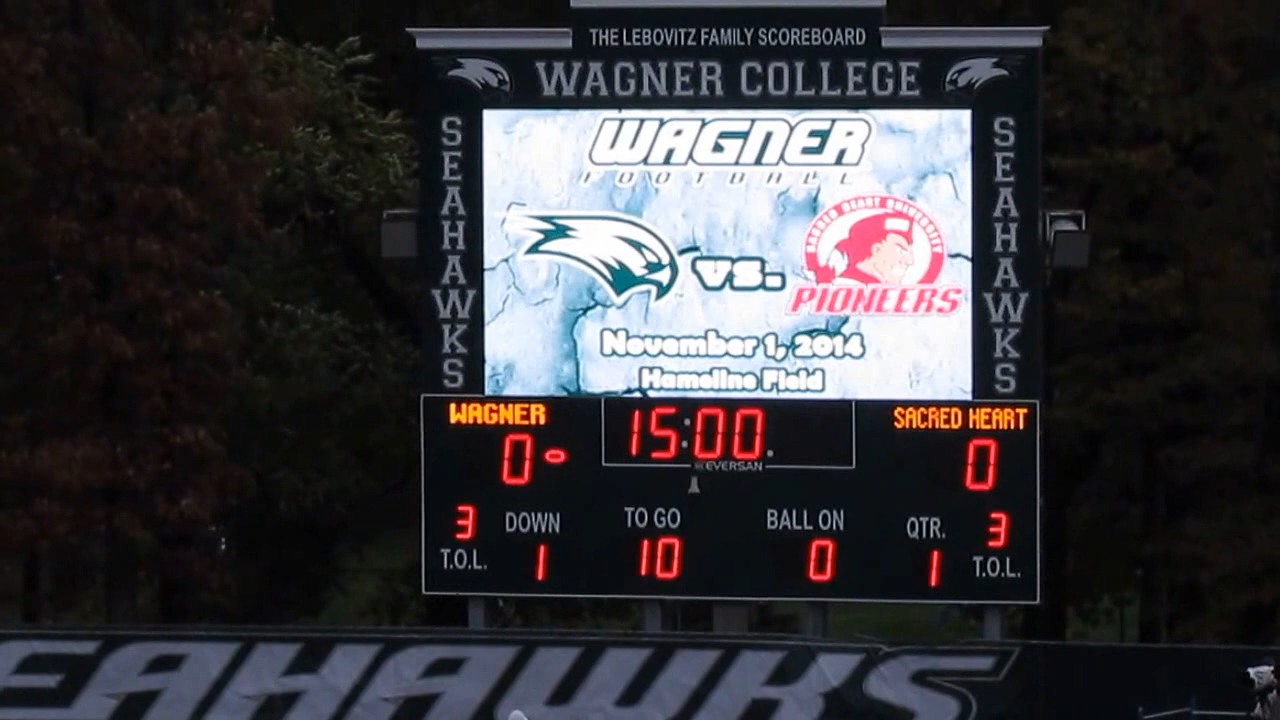 THE LEBOVITZ FAMILY SCOREBOARD
WAGNER COLLEGE
SEAHAWKS
WAGNER
FOOTBALL
vs.
SACRED HEART UNIVERSITY
PIONEERS
November 1, 2014
Hameline Field
SEAHAWKS
WAGNER
15:00
SACRED HEART
0
0
EVERSAN
3
DOWN
TO GO
BALL ON
QTR.
3
T.O.L.
1
10
0
1
T.O.L.
EAHAWKS